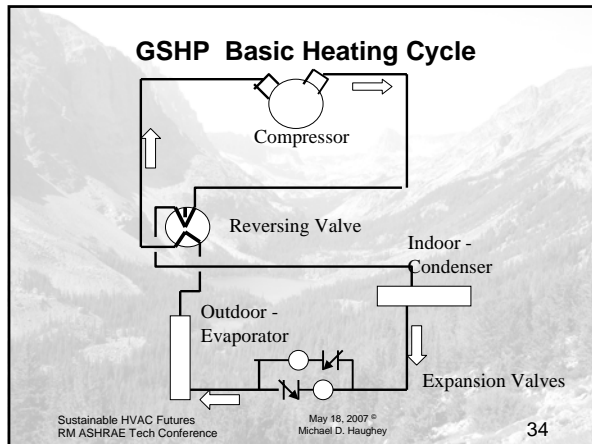 GSHP Basic Heating Cycle
Compressor
Reversing Valve
Indoor -
Condenser
Outdoor -
Evaporator
Expansion Valves
Sustainable HVAC Futures
RM ASHRAE Tech Conference
May 18, 2007 ©
Michael D. Haughey
34